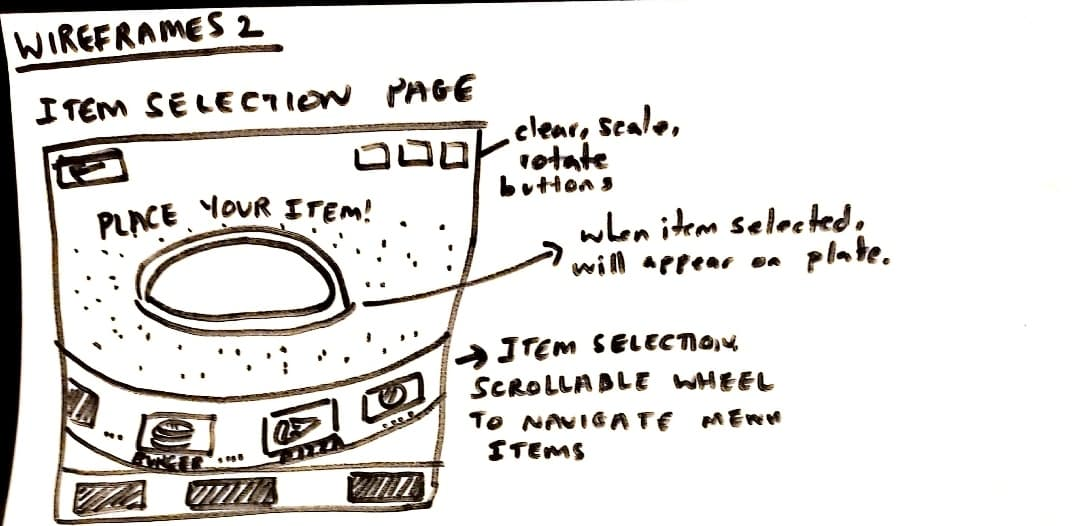 WIREFRAMES 2
ITEM SELECTION PAGE
clear, scale,
rotate
buttons
PLACE YOUR ITEM!
when item selected,
will appear on plate.
→ ITEM SELECTION,
SCROLLABLE WHEEL
TO NAVIGATE MENU
ITEMS
BURGER
PIZZA